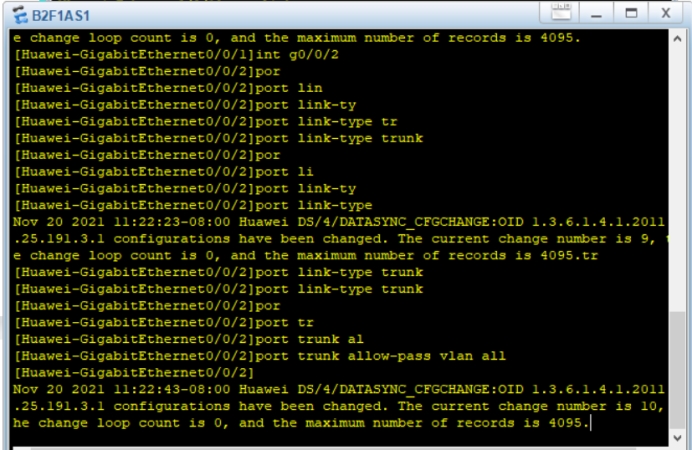 B2F1AS1
e change loop count is 0, and the maximum number of records is 4095.
[Huawei-GigabitEthernet0/0/1]int g0/0/2
[Huawei-GigabitEthernet0/0/2]por
[Huawei-GigabitEthernet0/0/2]port lin
[Huawei-GigabitEthernet0/0/2]port link-ty
[Huawei-GigabitEthernet0/0/2]port link-type tr
[Huawei-GigabitEthernet0/0/2]port link-type trunk
[Huawei-GigabitEthernet0/0/2]por
[Huawei-GigabitEthernet0/0/2]port li
[Huawei-GigabitEthernet0/0/2]port link-ty
[Huawei-GigabitEthernet0/0/2]port link-type
Nov 20 2021 11:22:23-08:00 Huawei DS/4/DATASYNC_CFGCHANGE:OID 1.3.6.1.4.1.2011
.25.191.3.1 configurations have been changed. The current change number is 9, t
e change loop count is 0, and the maximum number of records is 4095.tr
[Huawei-GigabitEthernet0/0/2]port link-type trunk
[Huawei-GigabitEthernet0/0/2]port link-type trunk
[Huawei-GigabitEthernet0/0/2]por
[Huawei-GigabitEthernet0/0/2]port tr
[Huawei-GigabitEthernet0/0/2]port trunk al
[Huawei-GigabitEthernet0/0/2]port trunk allow-pass vlan all
[Huawei-GigabitEthernet0/0/2]
Nov 20 2021 11:22:43-08:00 Huawei DS/4/DATASYNC_CFGCHANGE:OID 1.3.6.1.4.1.2011
.25.191.3.1 configurations have been changed. The current change number is 10,
he change loop count is 0, and the maximum number of records is 4095.